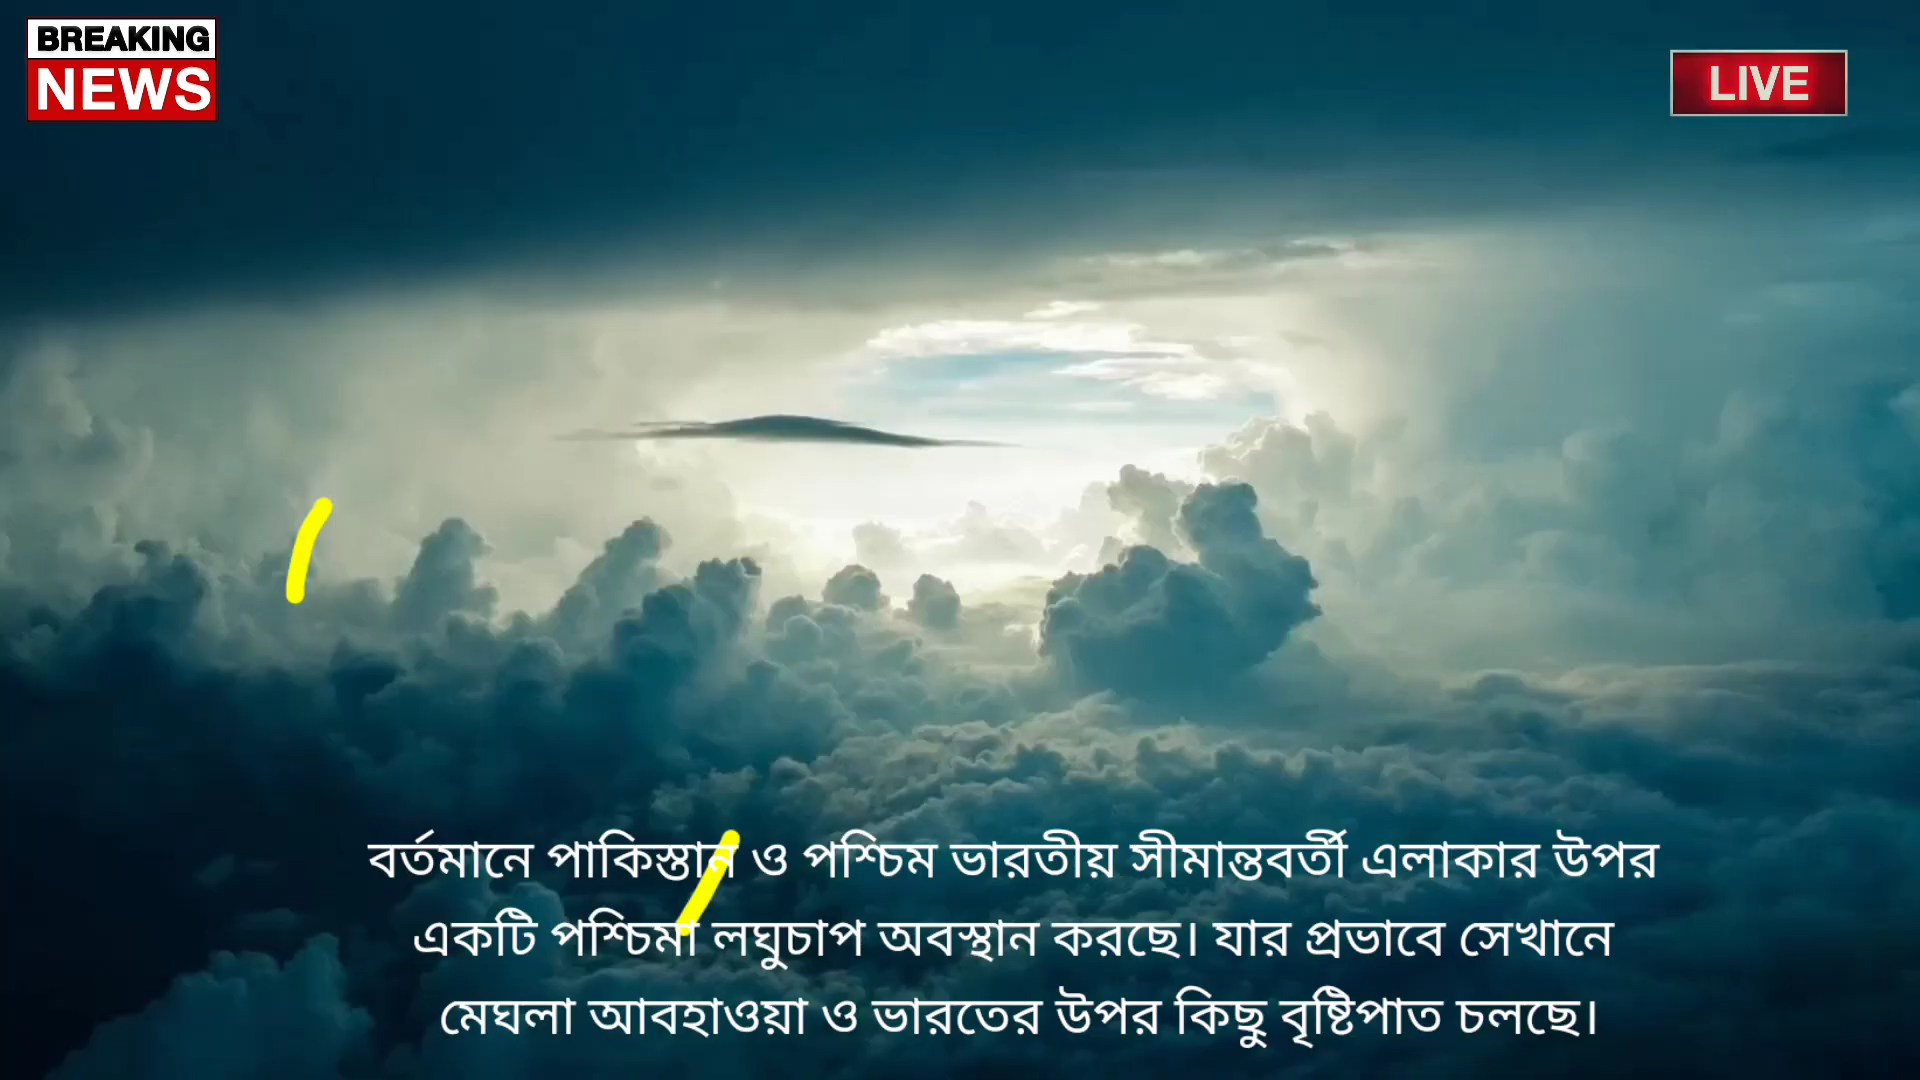 BREAKING
NEWS
LIVE
বর্তমানে পাকিস্তান ও পশ্চিম ভারতীয় সীমান্তবর্তী এলাকার উপর
একটি পশ্চিমা লঘুচাপ অবস্থান করছে। যার প্রভাবে সেখানে
মেঘলা আবহাওয়া ও ভারতের উপর কিছু বৃষ্টিপাত চলছে।